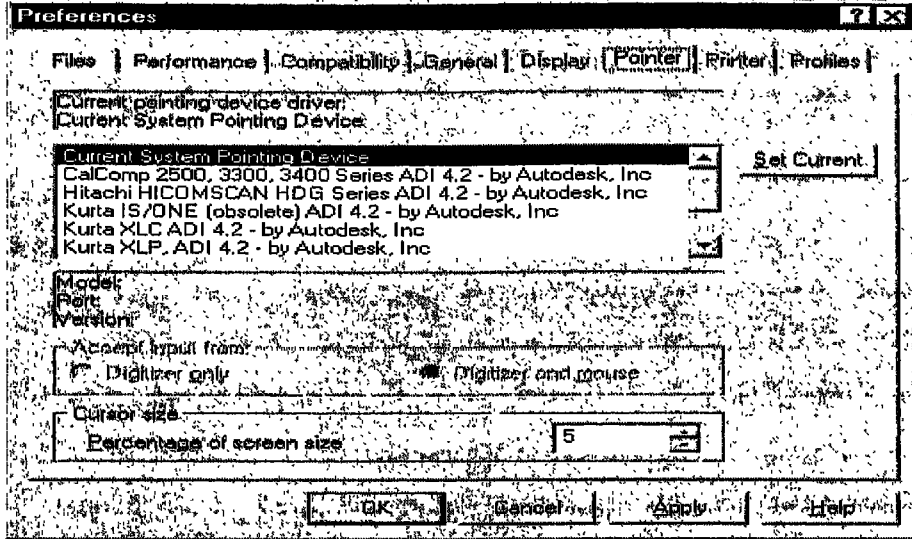 Preferences
Files Performance Compatibility General Display Pointer Printer Profiles
Current pointing device driver:
Current System Pointing Device
Current System Pointing Device
CalComp 2500, 3300, 3400 Series ADI 4.2 - by Autodesk, Inc
Hitachi HICOMSCAN HDG Series ADI 4.2 - by Autodesk, Inc
Kurta IS/ONE (obsolete) ADI 4.2 - by Autodesk, Inc
Kurta XLC ADI 4.2 - by Autodesk, Inc
Kurta XLP, ADI 4.2 - by Autodesk, Inc
Set Current
Model:
Port:
Version:
Accept input from:
Digitizer only Digitizer and mouse
Cursor size
Percentage of screen size 5
OK Cancel Apply Help